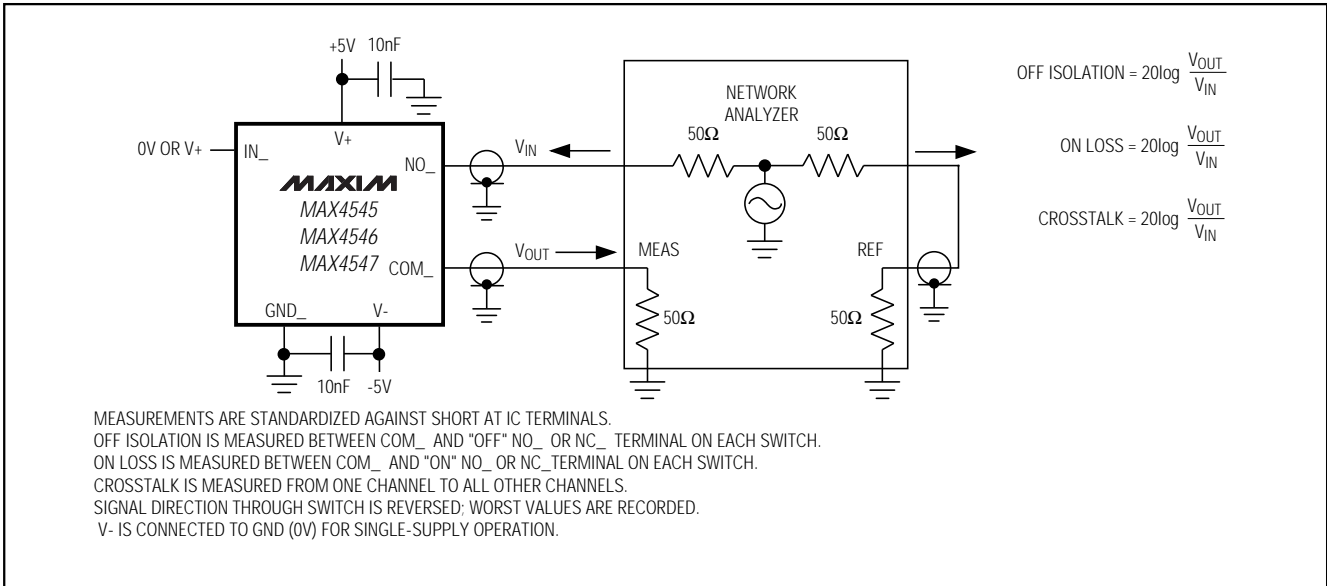 +5V 10nF
V+
0V OR V+
IN_
NO_
MAXIM
MAX4545
MAX4546
MAX4547
COM_
GND_
V-
10nF
-5V
VIN
VOUT
NETWORK
ANALYZER
50Ω
50Ω
MEAS
REF
50Ω
50Ω
OFF ISOLATION = 20log VOUT
VIN
ON LOSS = 20log VOUT
VIN
CROSSTALK = 20log VOUT
VIN
MEASUREMENTS ARE STANDARDIZED AGAINST SHORT AT IC TERMINALS.
OFF ISOLATION IS MEASURED BETWEEN COM_ AND "OFF" NO_ OR NC_ TERMINAL ON EACH SWITCH.
ON LOSS IS MEASURED BETWEEN COM_ AND "ON" NO_ OR NC_TERMINAL ON EACH SWITCH.
CROSSTALK IS MEASURED FROM ONE CHANNEL TO ALL OTHER CHANNELS.
SIGNAL DIRECTION THROUGH SWITCH IS REVERSED; WORST VALUES ARE RECORDED.
V- IS CONNECTED TO GND (0V) FOR SINGLE-SUPPLY OPERATION.